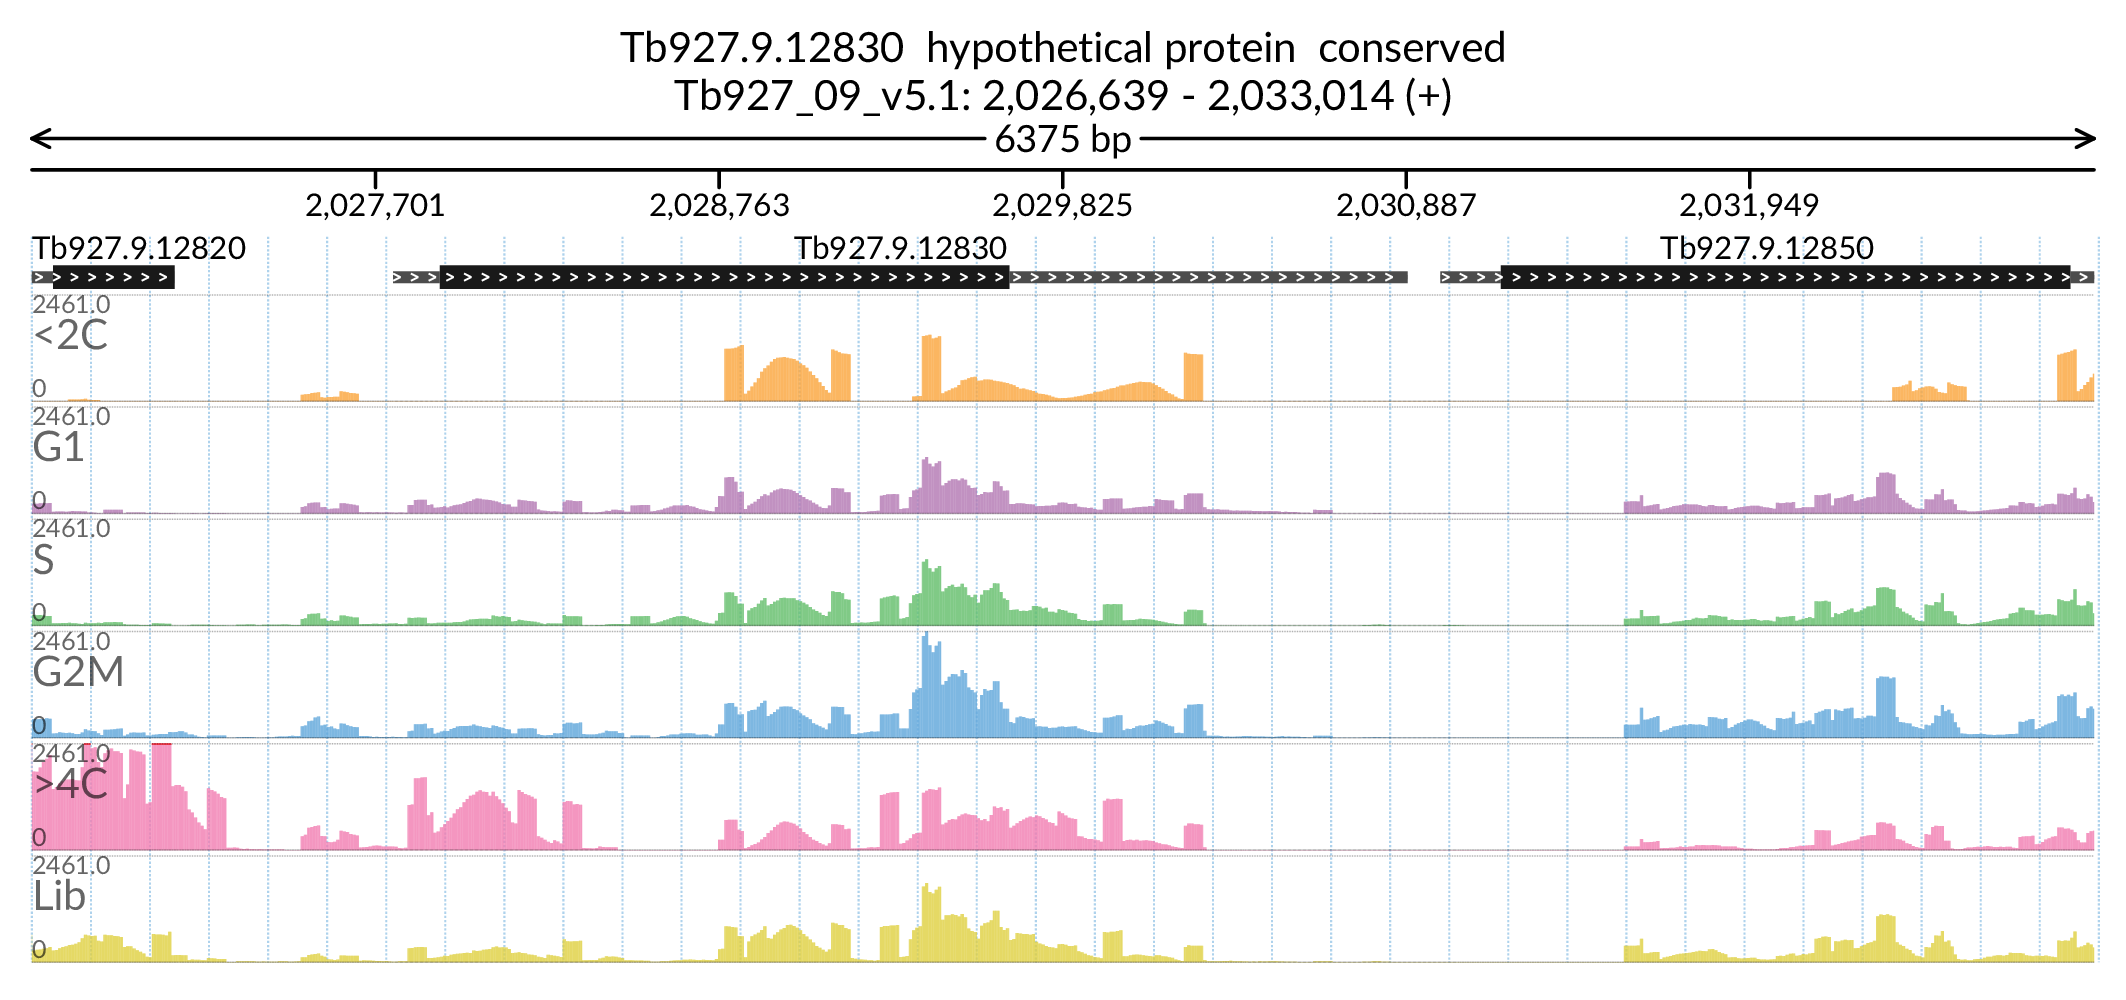 Tb927.9.12830 hypothetical protein conserved
Tb927_09_v5.1: 2,026,639 - 2,033,014 (+)
6375 bp
2,027,701 2,028,763 2,029,825 2,030,887 2,031,949
Tb927.9.12820 Tb927.9.12830 Tb927.9.12850
2461.0
<2C
0
2461.0
G1
0
2461.0
S
0
2461.0
G2M
0
2461.0
>4C
0
2461.0
Lib
0